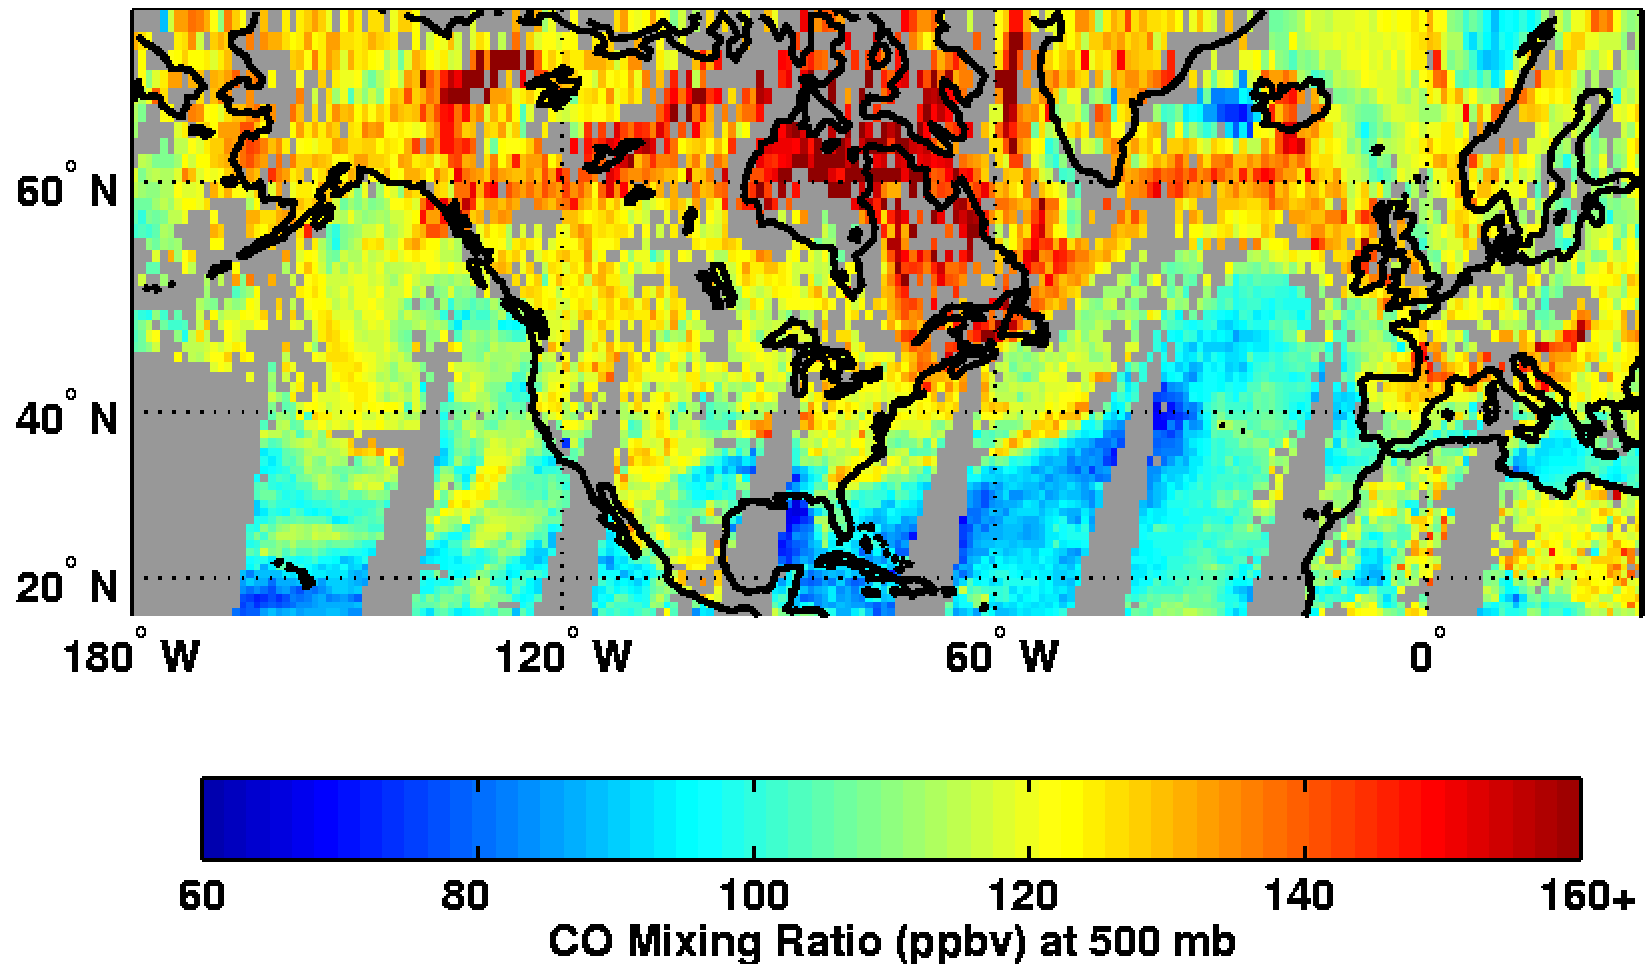 60° N
40° N
20° N
180° W 120° W 60° W 0°
60 80 100 120 140 160+
CO Mixing Ratio (ppbv) at 500 mb